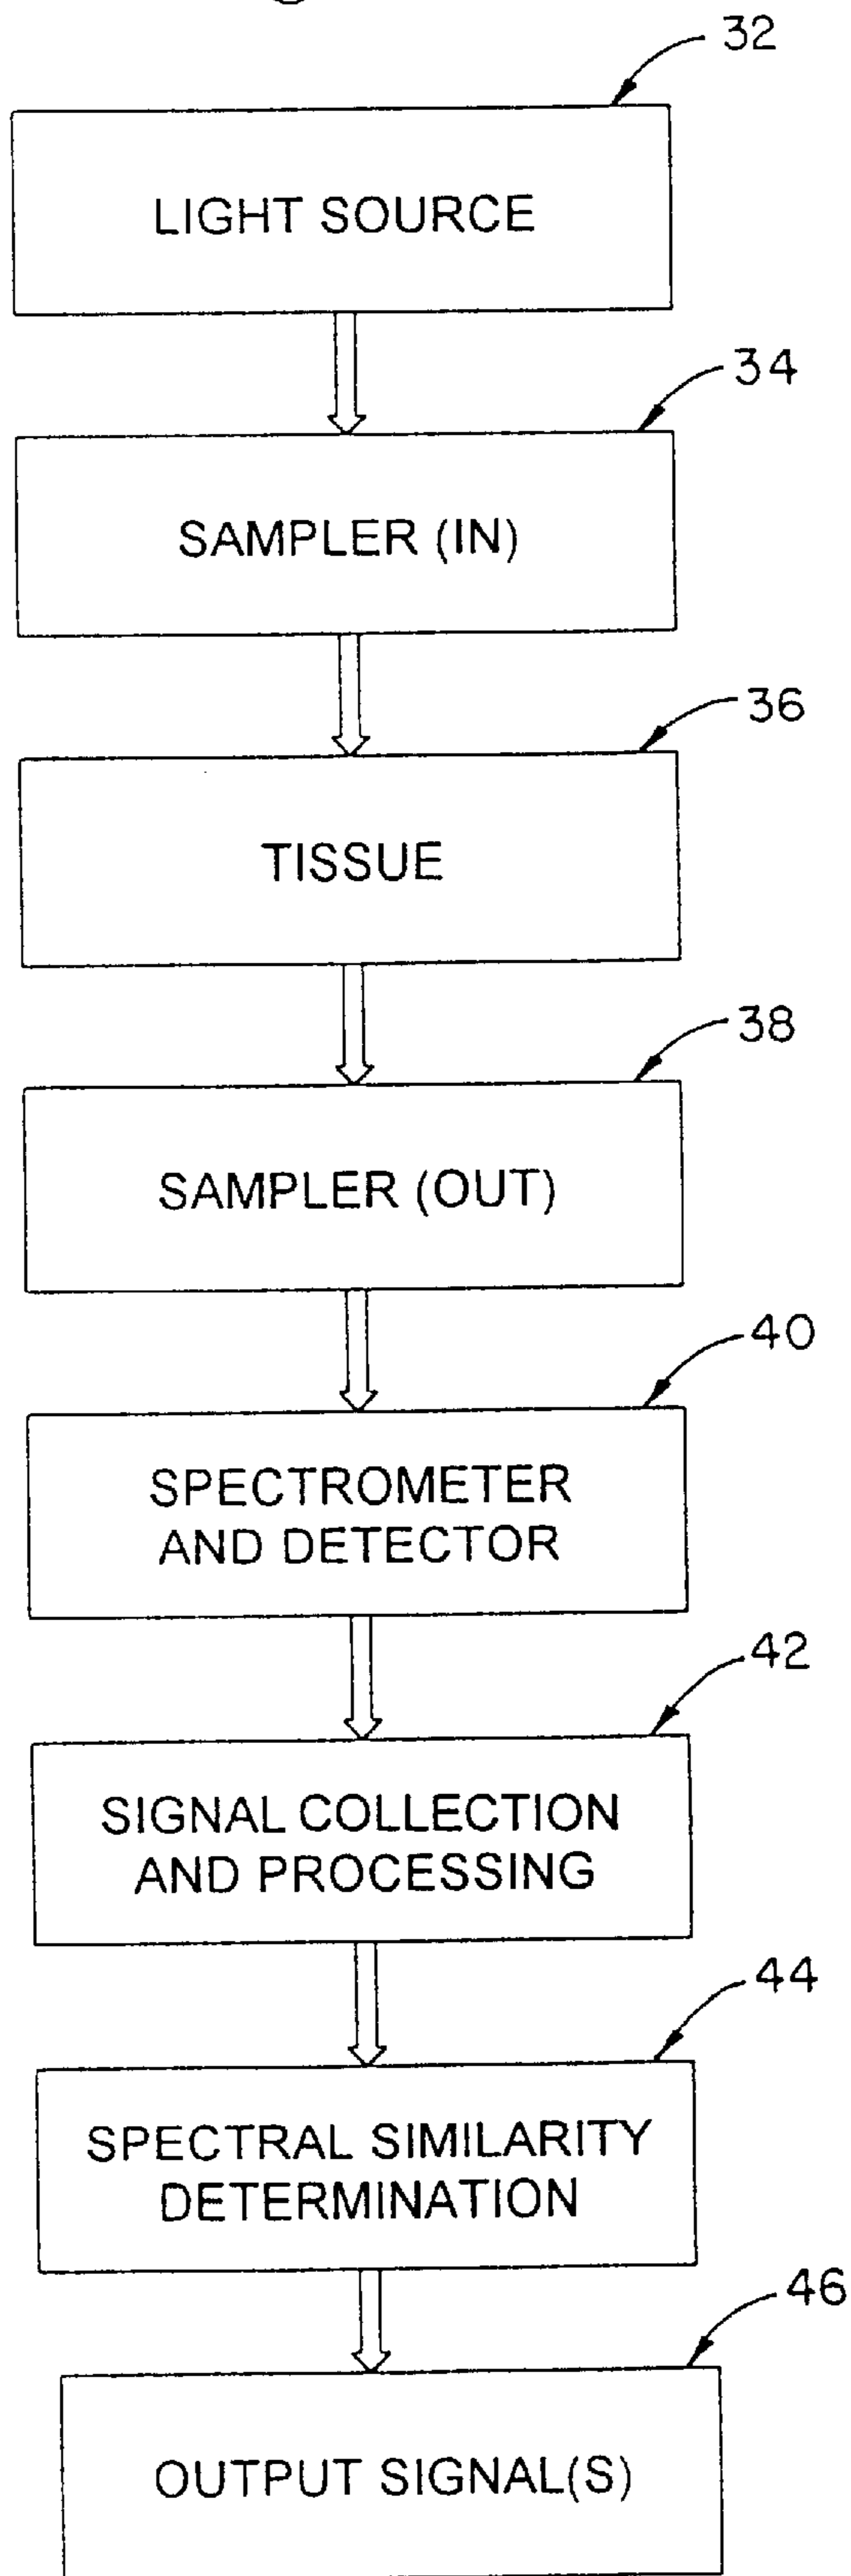 32
LIGHT SOURCE
34
SAMPLER (IN)
36
TISSUE
38
SAMPLER (OUT)
40
SPECTROMETER
AND DETECTOR
42
SIGNAL COLLECTION
AND PROCESSING
44
SPECTRAL SIMILARITY
DETERMINATION
46
OUTPUT SIGNAL(S)